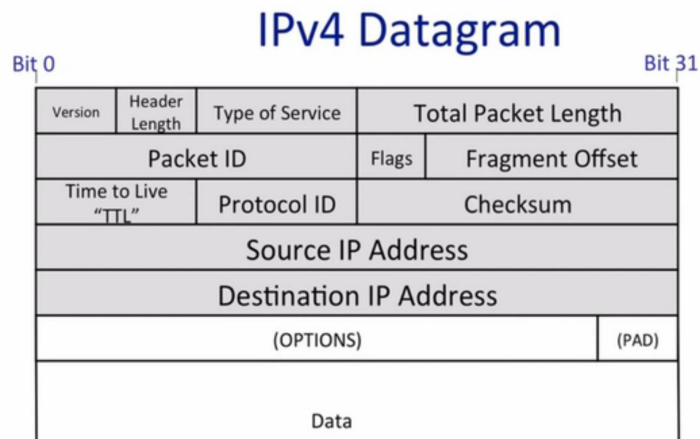 IPv4 Datagram
Bit 0
Bit 31
Version
Header
Length
Type of Service
Total Packet Length
Packet ID
Flags
Fragment Offset
Time to Live
“TTL”
Protocol ID
Checksum
Source IP Address
Destination IP Address
(OPTIONS)
(PAD)
Data